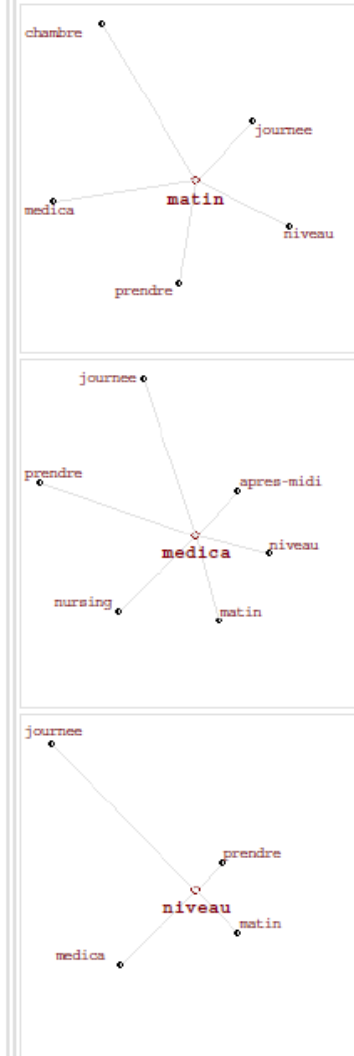 chambre
journee
matin
medica
niveau
prendre
journee
prendre
apres-midi
niveau
medica
nursing
matin
journee
prendre
niveau
matin
medica